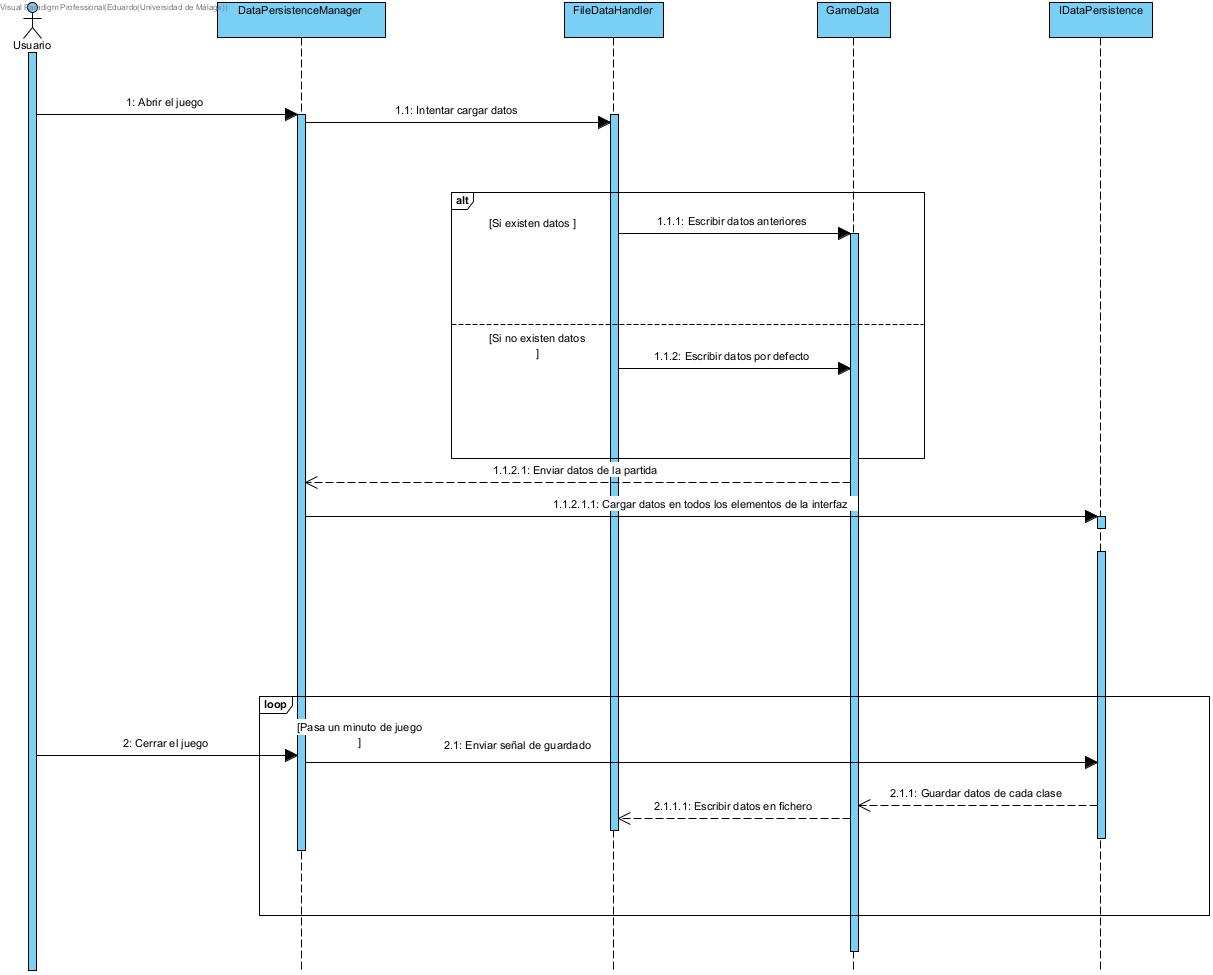 Visual Paradigm Professional(Eduardo(Universidad de Málaga))
DataPersistenceManager
FileDataHandler
GameData
IDataPersistence
Usuario
1: Abrir el juego
1.1: Intentar cargar datos
alt
[Si existen datos ]
1.1.1: Escribir datos anteriores
[Si no existen datos
]
1.1.2: Escribir datos por defecto
1.1.2.1: Enviar datos de la partida
1.1.2.1.1: Cargar datos en todos los elementos de la interfaz
loop
[Pasa un minuto de juego
]
2: Cerrar el juego
2.1: Enviar señal de guardado
2.1.1: Guardar datos de cada clase
2.1.1.1: Escribir datos en fichero